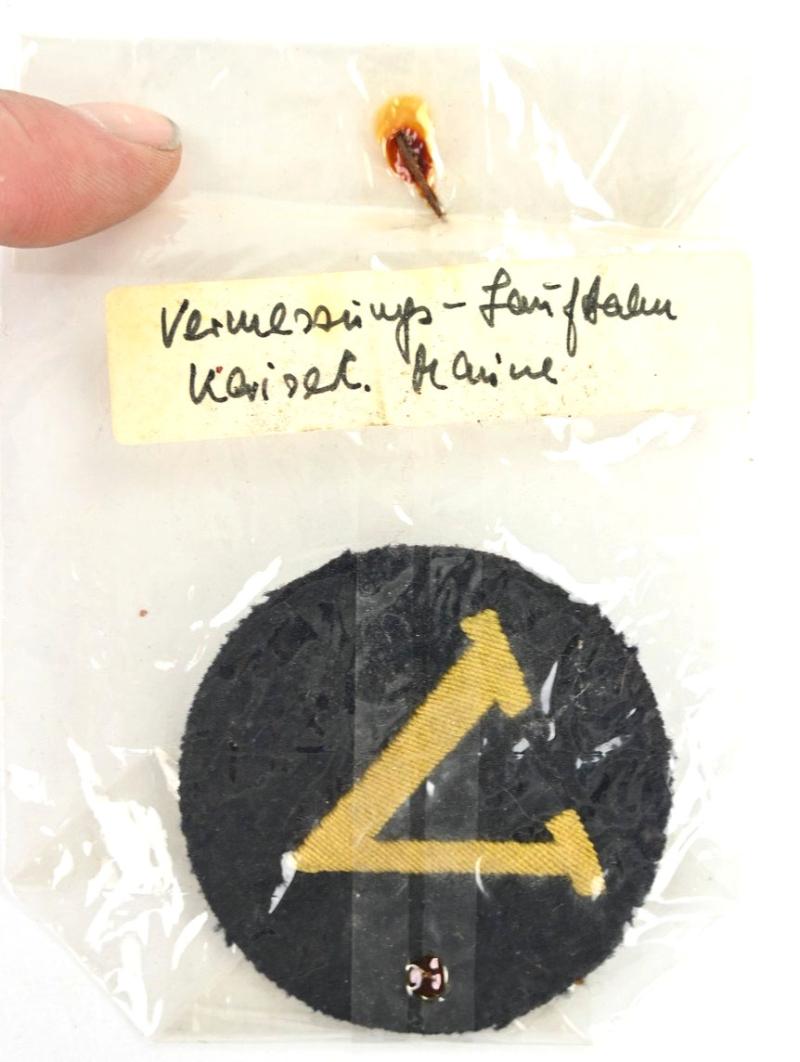 Vermessungs-Laufbahn
Kaiserl. Marine
V